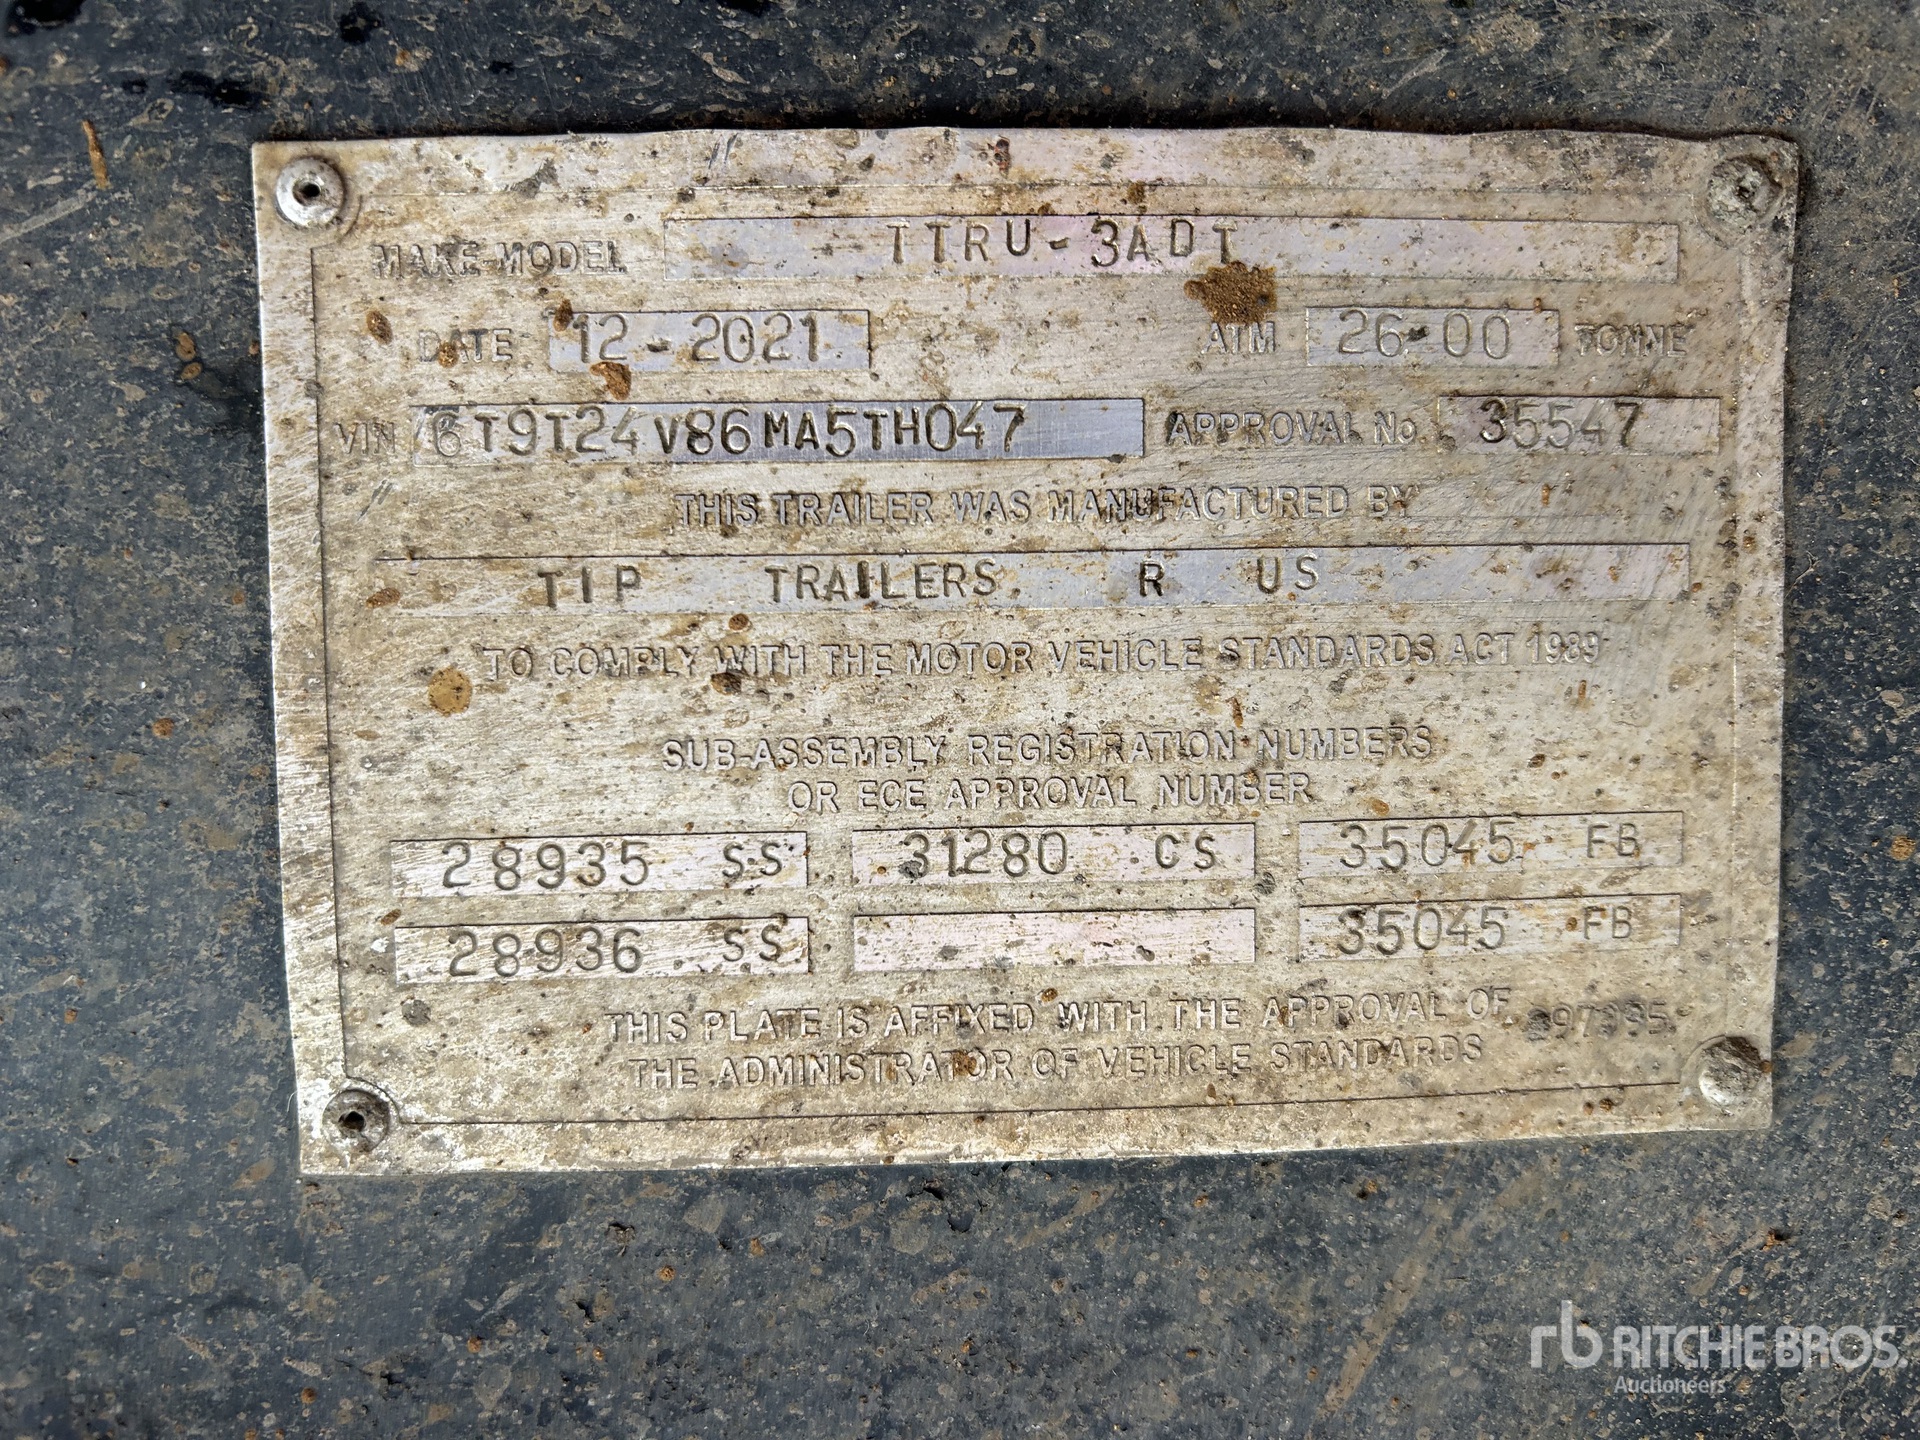 MAKE-MODEL TTRU-3ADT
DATE 12-2021 ATM 26-00 TONNE
VIN 6T9T24V86MA5TH047 APPROVAL No. 35547
THIS TRAILER WAS MANUFACTURED BY
TIP TRAILERS R US
TO COMPLY WITH THE MOTOR VEHICLE STANDARDS ACT 1989
SUB-ASSEMBLY REGISTRATION NUMBERS
OR ECE APPROVAL NUMBER
28935 SS 31280 CS 35045 FB
28936 SS 35045 FB
THIS PLATE IS AFFIXED WITH THE APPROVAL OF
THE ADMINISTRATOR OF VEHICLE STANDARDS
rb RITCHIE BROS.
Auctioneers